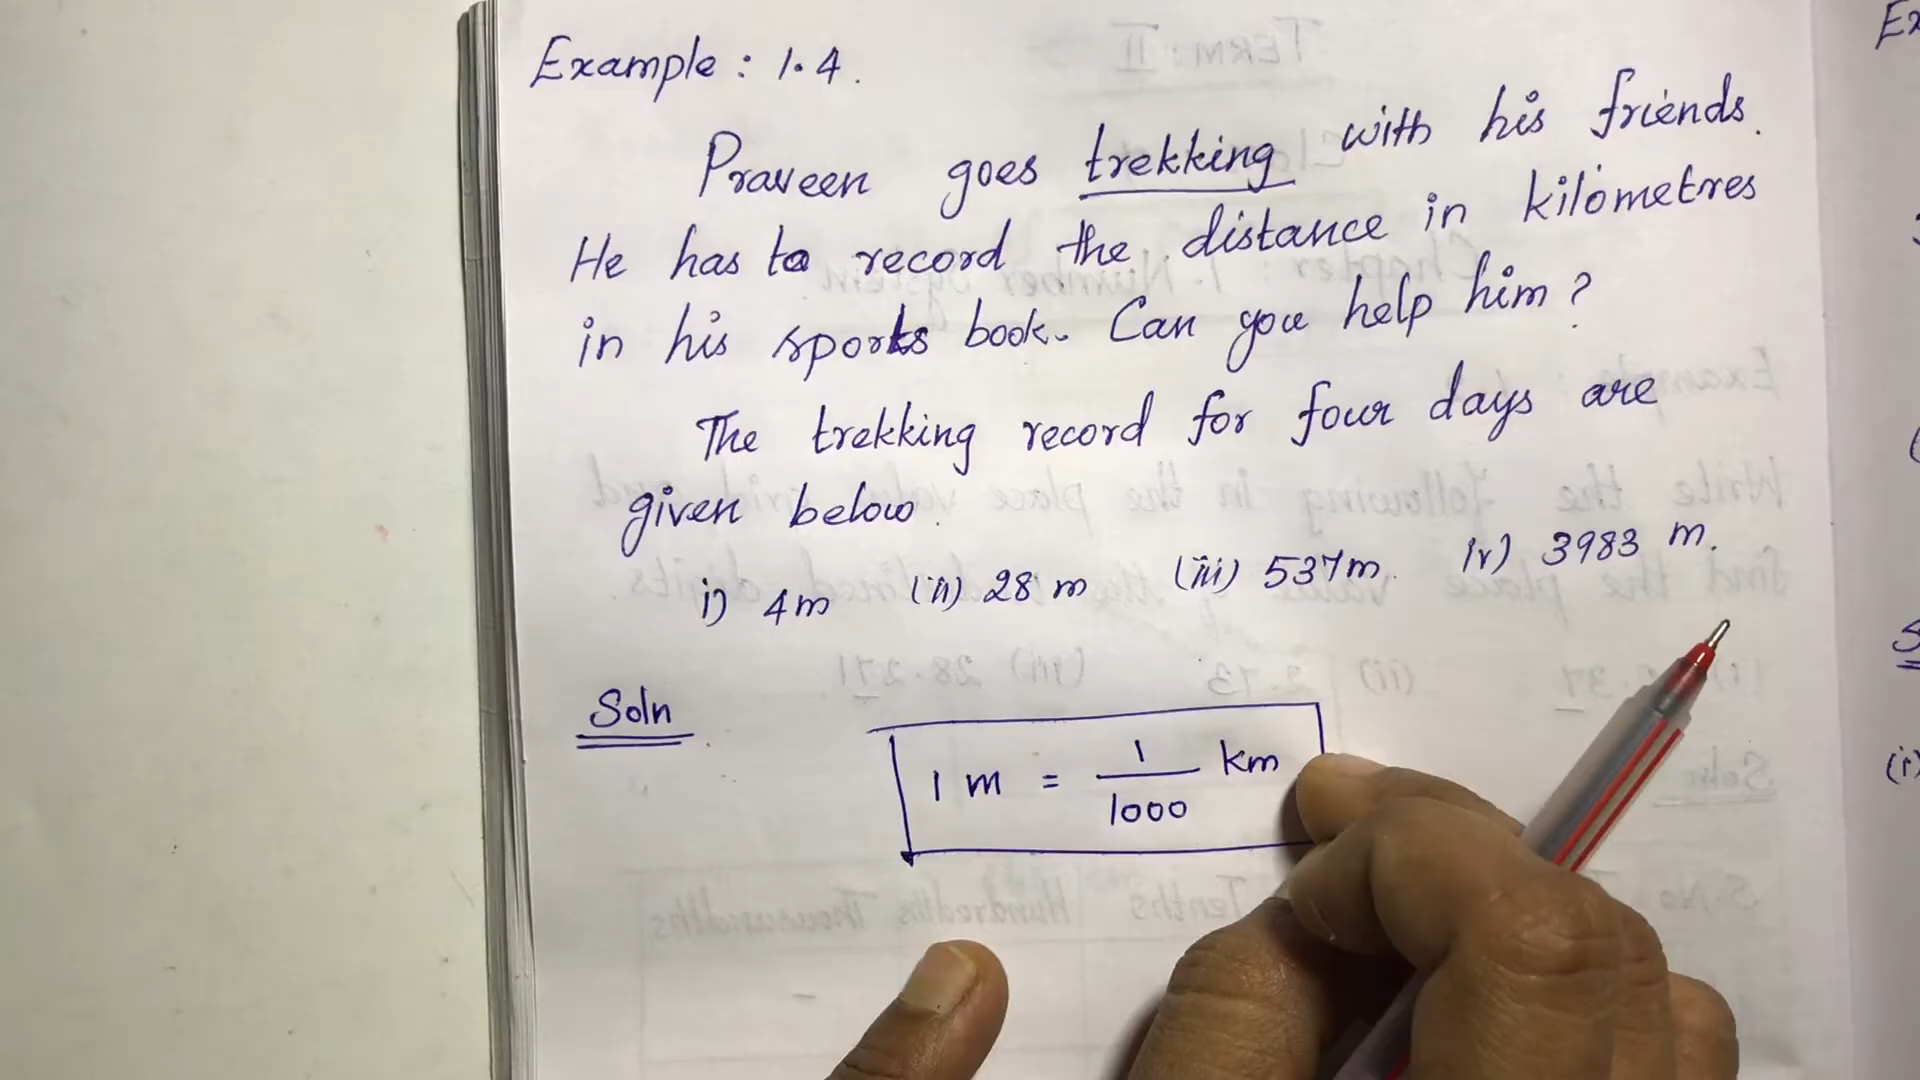 Example : 1.4.
Praveen goes trekking with his friends.
He has to record the distance in kilometres
in his sports book. Can you help him?
The trekking record for four days are
given below.
i) 4m (ii) 28 m (iii) 537m. iv) 3983 m.
Soln
1 m = 1/1000 km